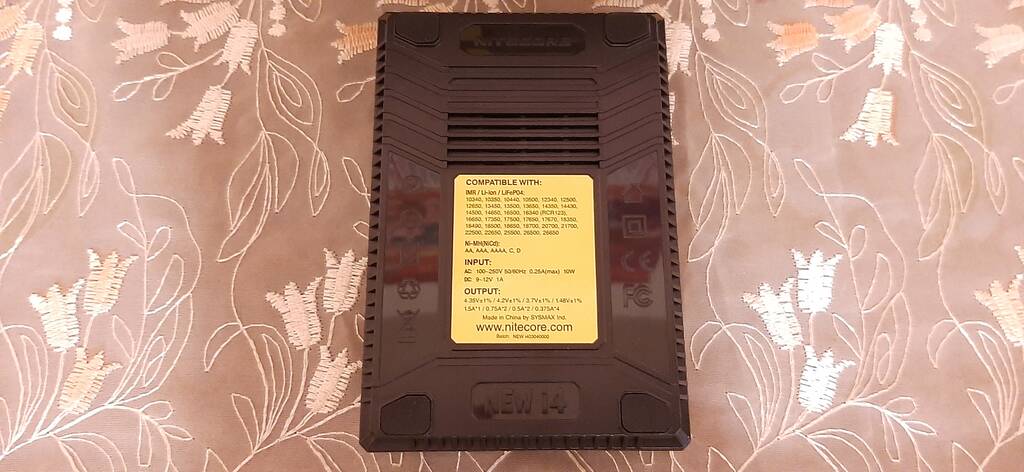 NITECORE
COMPATIBLE WITH:
IMR / Li-ion / LiFePO4:
10340, 10350, 10440, 10500, 12340, 12500,
12650, 13450, 13500, 13650, 14350, 14430,
14500, 14650, 16500, 16340 (RCR123),
16650, 17350, 17500, 17650, 17670, 18350,
18490, 18500, 18650, 18700, 20700, 21700,
22500, 22650, 25500, 26500, 26650
Ni-MH(NiCd):
AA, AAA, AAAA, C, D
INPUT:
AC: 100~250V 50/60Hz 0.25A(max) 10W
DC: 9~12V 1A
OUTPUT:
4.35V±1% / 4.2V±1% / 3.7V±1% / 1.48V±1%
1.5A*1 / 0.75A*2 / 0.5A*2 / 0.375A*4
Made in China by SYSMAX Ind.
www.nitecore.com
Batch: NEW i403040000
CE
FC
NEW i4